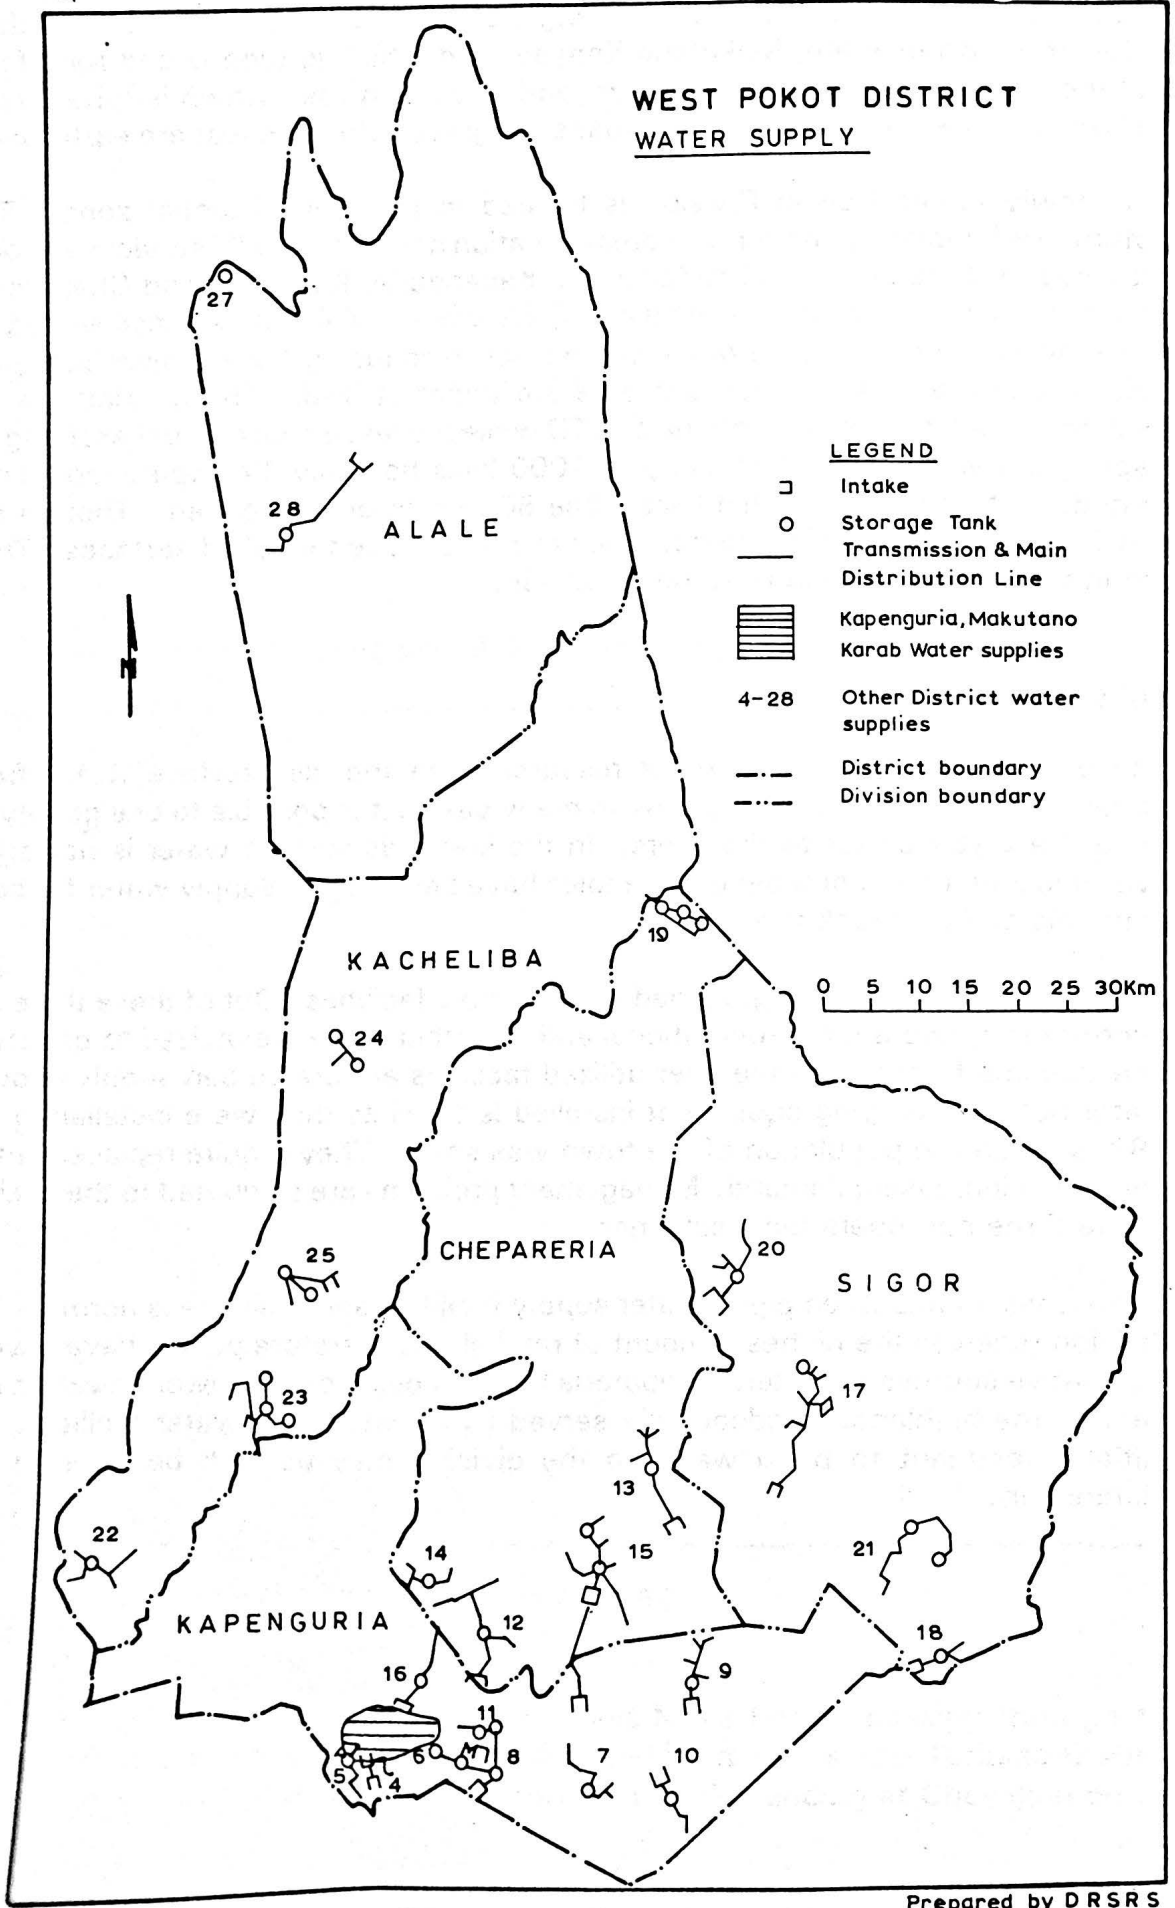 WEST POKOT DISTRICT
WATER SUPPLY
27
28
ALALE
LEGEND
Intake
Storage Tank
Transmission & Main
Distribution Line
Kapenguria, Makutano
Karab Water supplies
4-28 Other District water
supplies
District boundary
Division boundary
N
19
KACHELIBA
0 5 10 15 20 25 30Km
24
25
CHEPARERIA
20
SIGOR
23
17
13
22
14
15
21
KAPENGURIA
12
18
16
9
11
6
8
7
10
5
4
Prepared by DRSRS